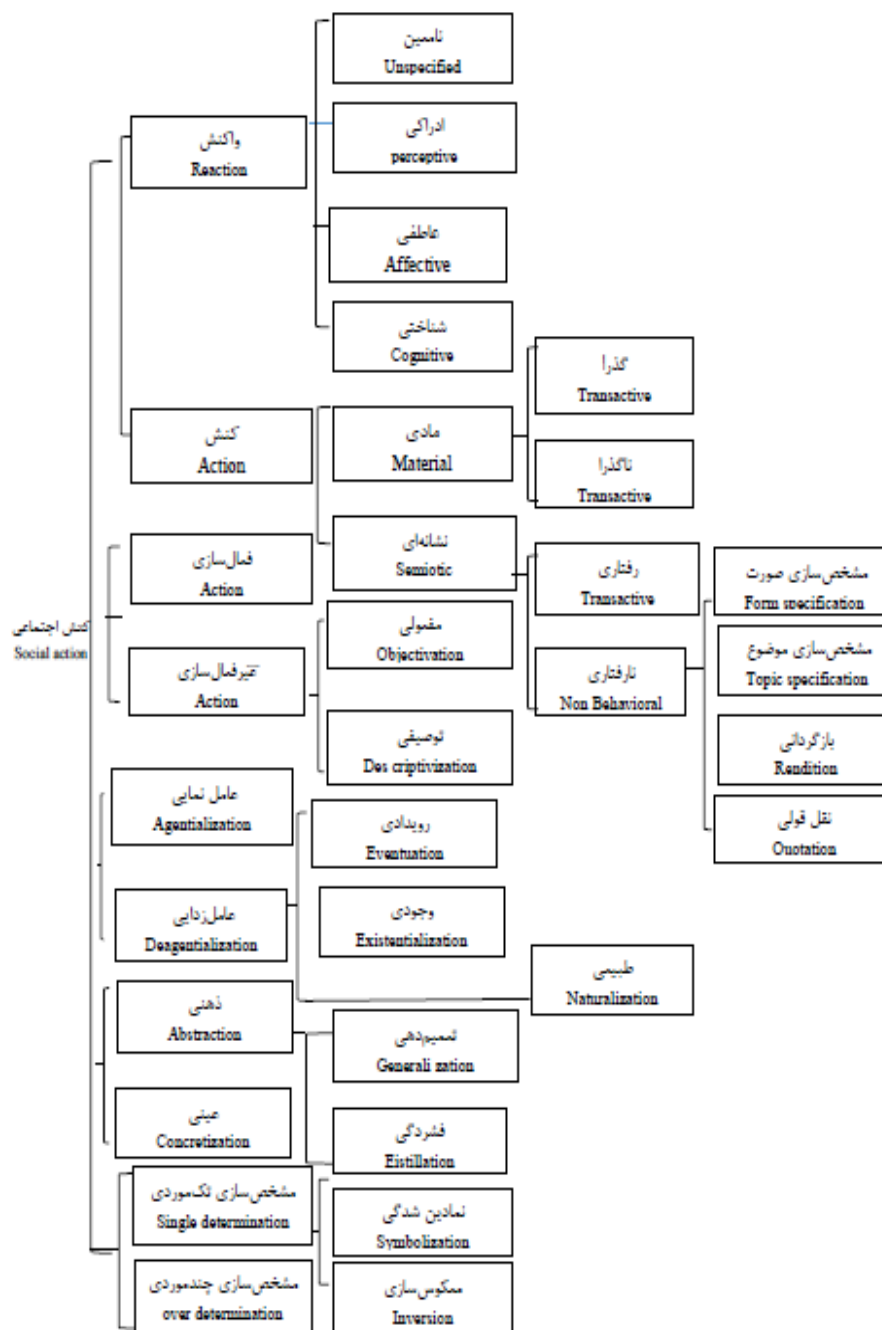 نامعین
Unspecified
واکنش
Reaction
ادراکی
perceptive
عاطفی
Affective
شناختی
Cognitive
گذرا
Transactive
کنش
Action
مادی
Material
ناگذرا
Transactive
فعال‌سازی
Action
نشانه‌ای
Semiotic
رفتاری
Transactive
مشخص‌سازی صورت
Form specification
کنش اجتماعی
Social action
غیرفعال‌سازی
Action
مفعولی
Objectivation
نارفتاری
Non Behavioral
مشخص‌سازی موضوع
Topic specification
توصیفی
Des criptivization
بازگردانی
Rendition
نقل قولی
Ouotation
عامل نمایی
Agentialization
رویدادی
Eventuation
عامل‌زدایی
Deagentialization
وجودی
Existentialization
طبیعی
Naturalization
ذهنی
Abstraction
تعمیم‌دهی
Generali zation
عینی
Concretization
فشردگی
Eistillation
مشخص‌سازی تک‌موردی
Single determination
نمادین شدگی
Symbolization
مشخص‌سازی چندموردی
over determination
معکوس‌سازی
Inversion